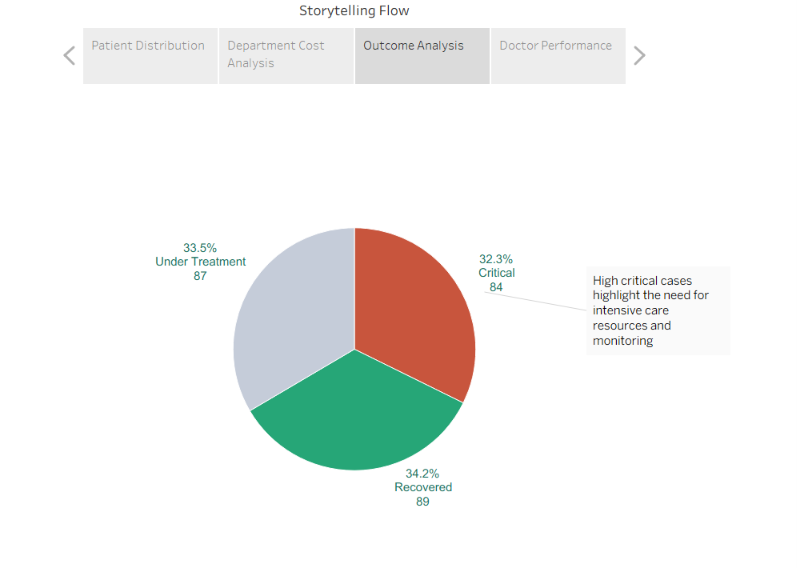 Storytelling Flow
Patient Distribution
Department Cost
Analysis
Outcome Analysis
Doctor Performance
33.5%
Under Treatment
87
32.3%
Critical
84
High critical cases
highlight the need for
intensive care
resources and
monitoring
34.2%
Recovered
89